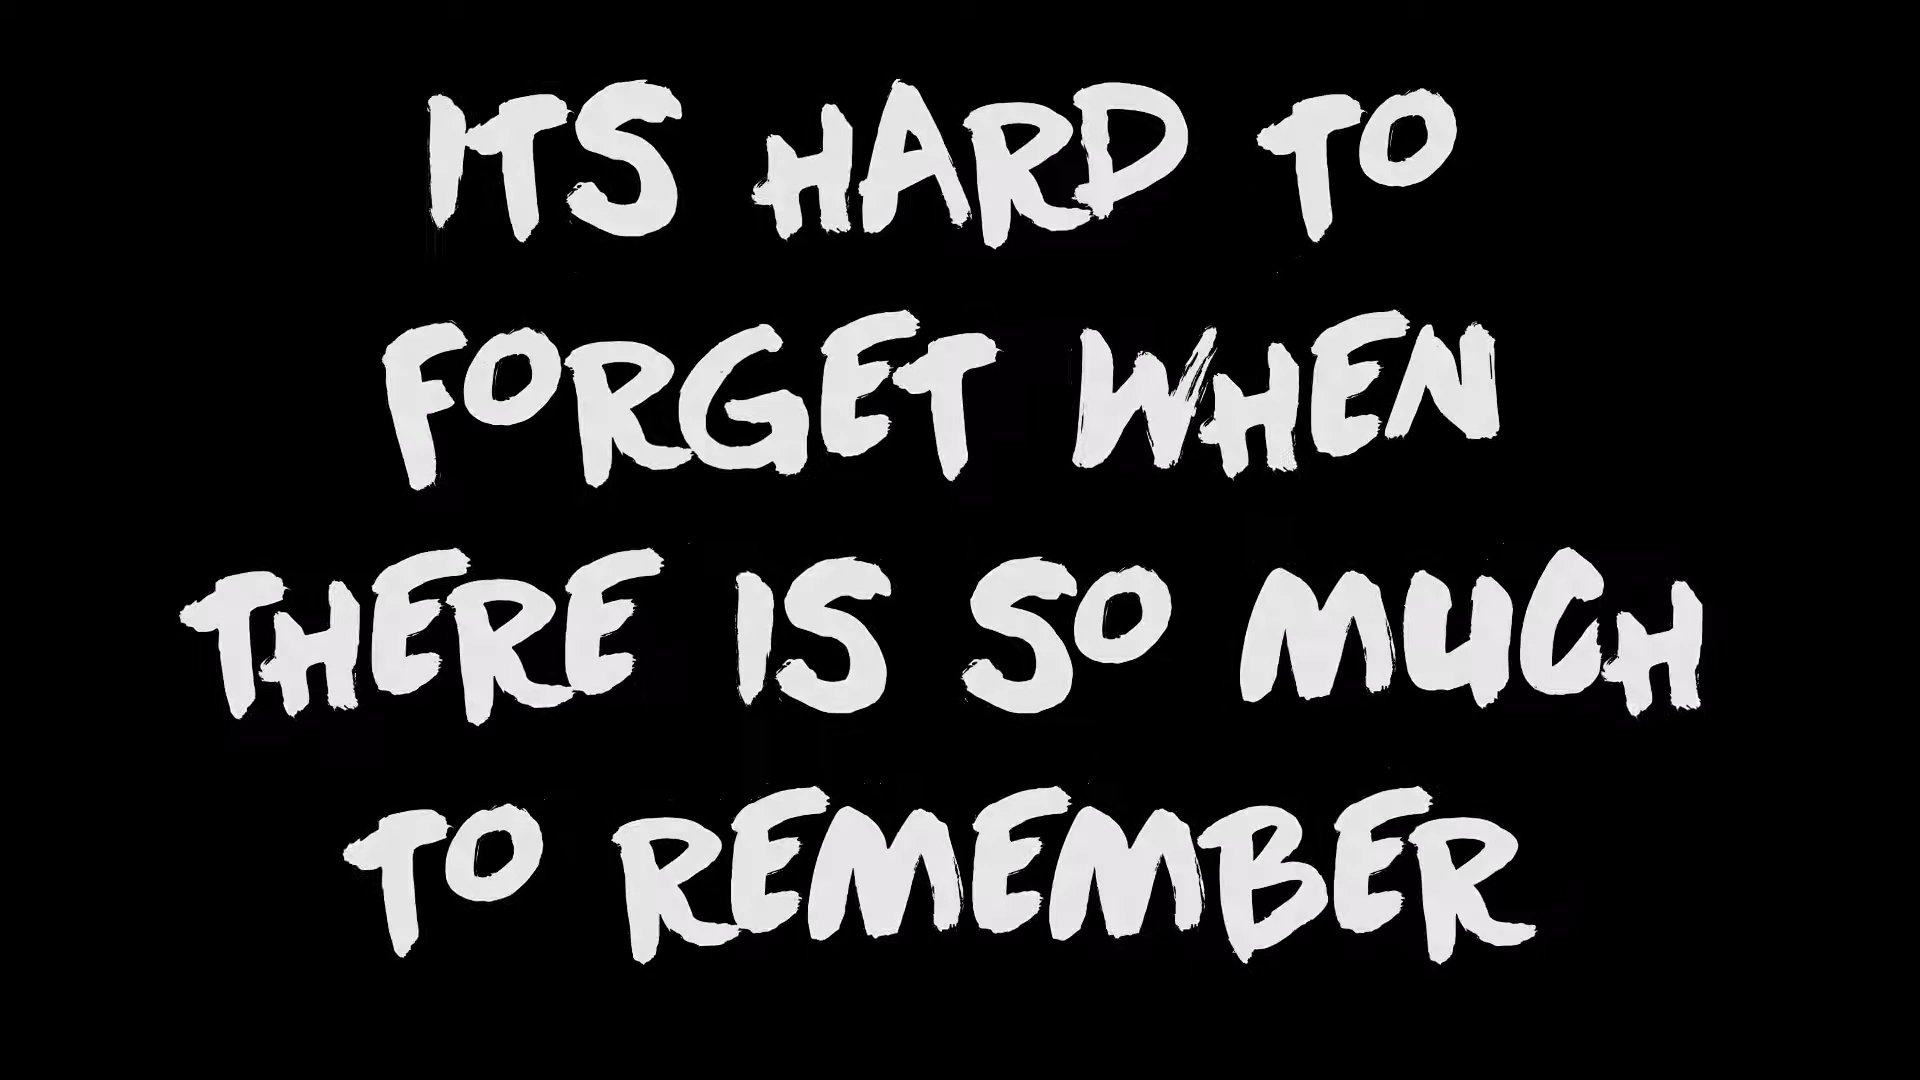 ITS HARD TO
FORGET WHEN
THERE IS SO MUCH
TO REMEMBER